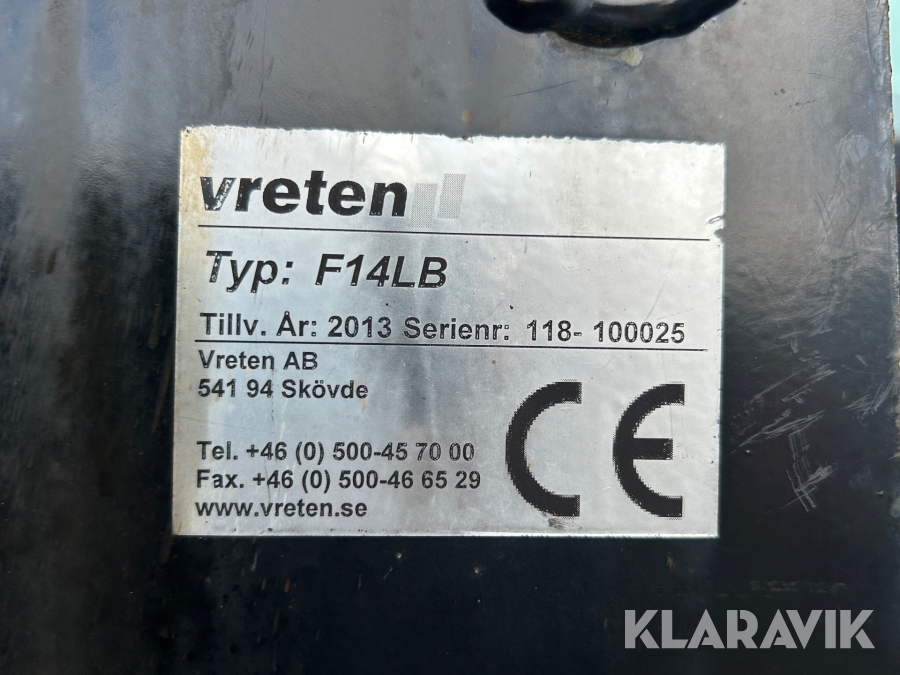 vreten
Typ: F14LB
Tillv. År: 2013 Serienr: 118- 100025
Vreten AB
541 94 Skövde
Tel. +46 (0) 500-45 70 00
Fax. +46 (0) 500-46 65 29
www.vreten.se
CE
KLARAVIK